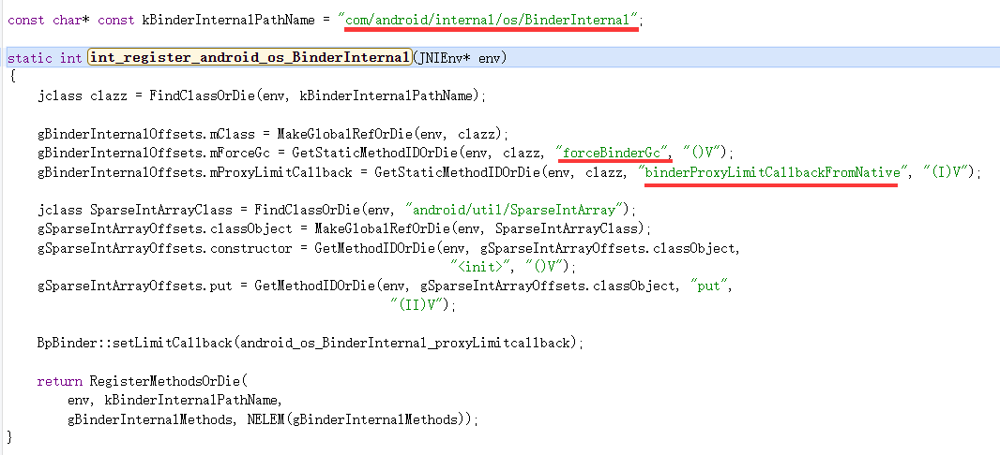 const char* const kBinderInternalPathName = "com/android/internal/os/BinderInternal";
static int int_register_android_os_BinderInternal(JNIEnv* env)
{
jclass clazz = FindClassOrDie(env, kBinderInternalPathName);
gBinderInternalOffsets.mClass = MakeGlobalRefOrDie(env, clazz);
gBinderInternalOffsets.mForceGc = GetStaticMethodIDOrDie(env, clazz, "forceBinderGc", "()V");
gBinderInternalOffsets.mProxyLimitCallback = GetStaticMethodIDOrDie(env, clazz, "binderProxyLimitCallbackFromNative", "(I)V");
jclass SparseIntArrayClass = FindClassOrDie(env, "android/util/SparseIntArray");
gSparseIntArrayOffsets.classObject = MakeGlobalRefOrDie(env, SparseIntArrayClass);
gSparseIntArrayOffsets.constructor = GetMethodIDOrDie(env, gSparseIntArrayOffsets.classObject,
"<init>", "()V");
gSparseIntArrayOffsets.put = GetMethodIDOrDie(env, gSparseIntArrayOffsets.classObject, "put",
"(II)V");
BpBinder::setLimitCallback(android_os_BinderInternal_proxyLimitcallback);
return RegisterMethodsOrDie(
env, kBinderInternalPathName,
gBinderInternalMethods, NELEM(gBinderInternalMethods));
}